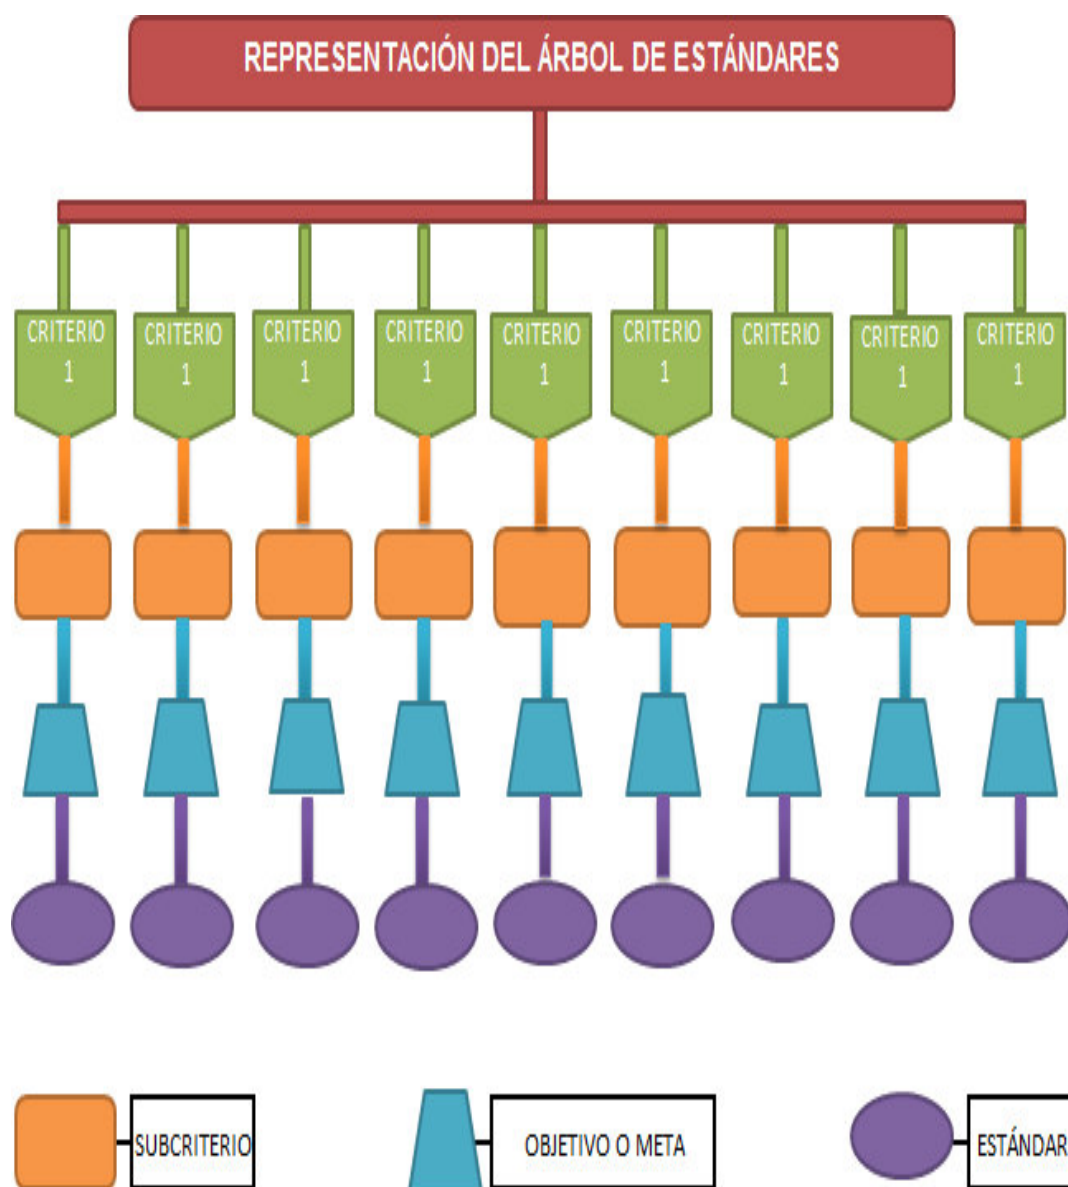 REPRESENTACIÓN DEL ÁRBOL DE ESTÁNDARES
CRITERIO
1
CRITERIO
1
CRITERIO
1
CRITERIO
1
CRITERIO
1
CRITERIO
1
CRITERIO
1
CRITERIO
1
CRITERIO
1
SUBCRITERIO
OBJETIVO O META
ESTÁNDAR